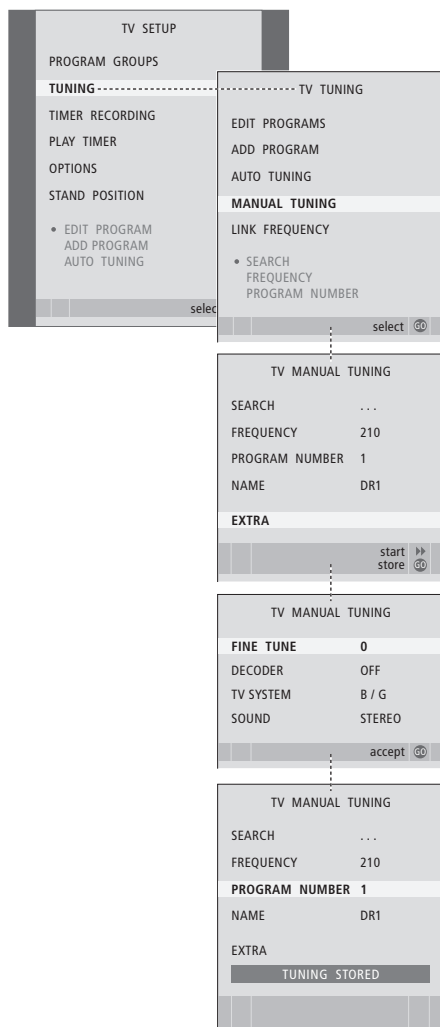 TV SETUP
PROGRAM GROUPS
TUNING
TIMER RECORDING
PLAY TIMER
OPTIONS
STAND POSITION
• EDIT PROGRAM
ADD PROGRAM
AUTO TUNING
selec
TV TUNING
EDIT PROGRAMS
ADD PROGRAM
AUTO TUNING
MANUAL TUNING
LINK FREQUENCY
• SEARCH
FREQUENCY
PROGRAM NUMBER
select GO
TV MANUAL TUNING
SEARCH ...
FREQUENCY 210
PROGRAM NUMBER 1
NAME DR1
EXTRA
start
store GO
TV MANUAL TUNING
FINE TUNE 0
DECODER OFF
TV SYSTEM B / G
SOUND STEREO
accept GO
TV MANUAL TUNING
SEARCH ...
FREQUENCY 210
PROGRAM NUMBER 1
NAME DR1
EXTRA
TUNING STORED